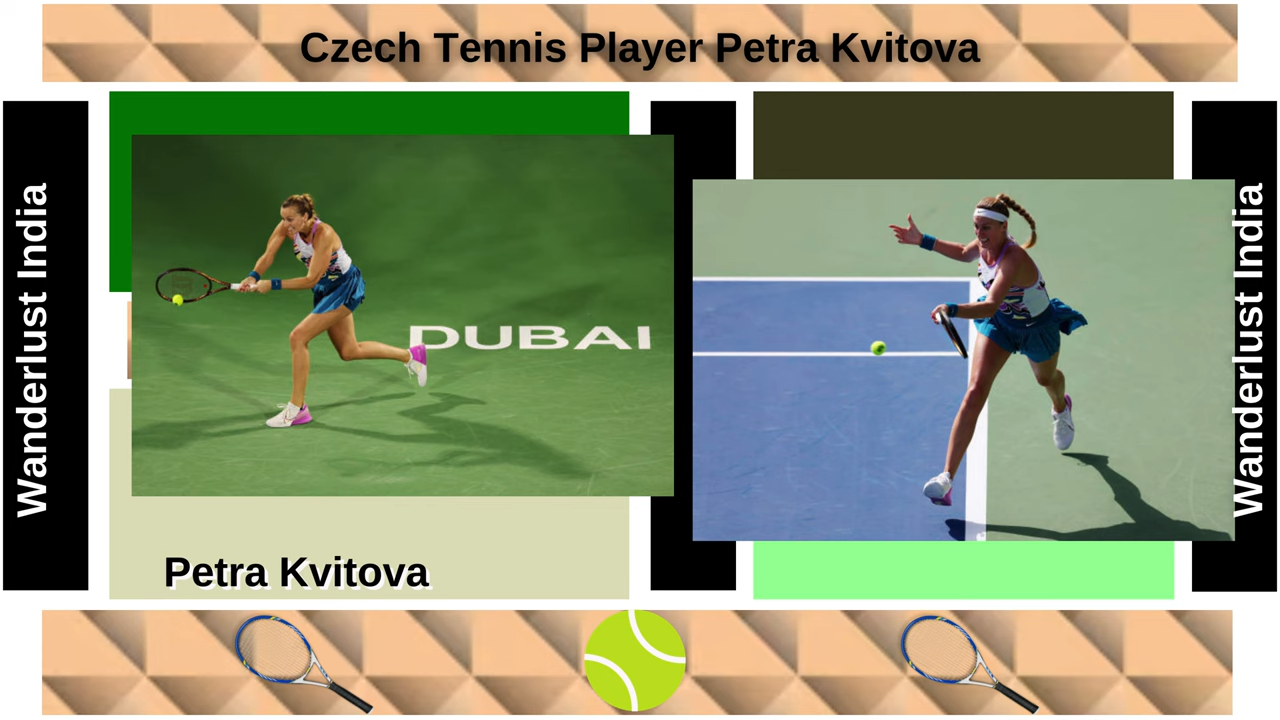 Czech Tennis Player Petra Kvitova
Wanderlust India
DUBAI
Wanderlust India
Petra Kvitova